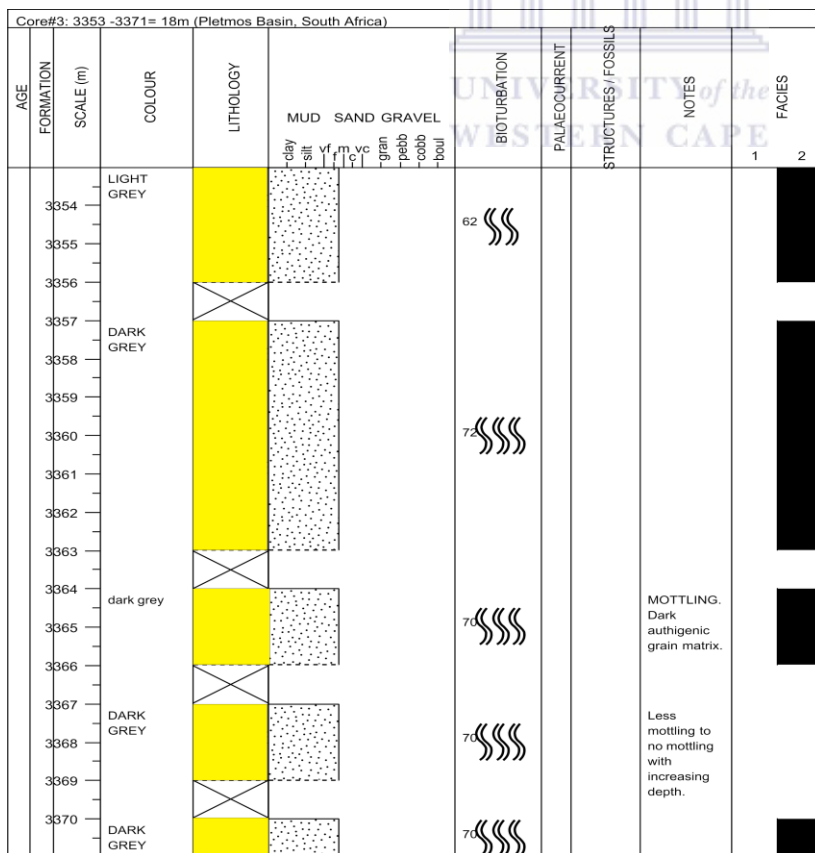 Core#3: 3353 -3371= 18m (Pletmos Basin, South Africa)
UNIVERSITY of the
WESTERN CAPE
AGE
FORMATION
SCALE (m)
COLOUR
LITHOLOGY
MUD SAND GRAVEL
clay
silt
vf
f
m
c
vc
gran
pebb
cobb
boul
BIOTURBATION
PALAEOCURRENT
STRUCTURES / FOSSILS
NOTES
FACIES
1 2
LIGHT
GREY
3354
62
3355
3356
3357
DARK
GREY
3358
3359
3360
72
3361
3362
3363
3364
dark grey
MOTTLING.
Dark
authigenic
grain matrix.
3365
70
3366
3367
DARK
GREY
Less
mottling to
no mottling
with
increasing
depth.
3368
70
3369
3370
DARK
GREY
70